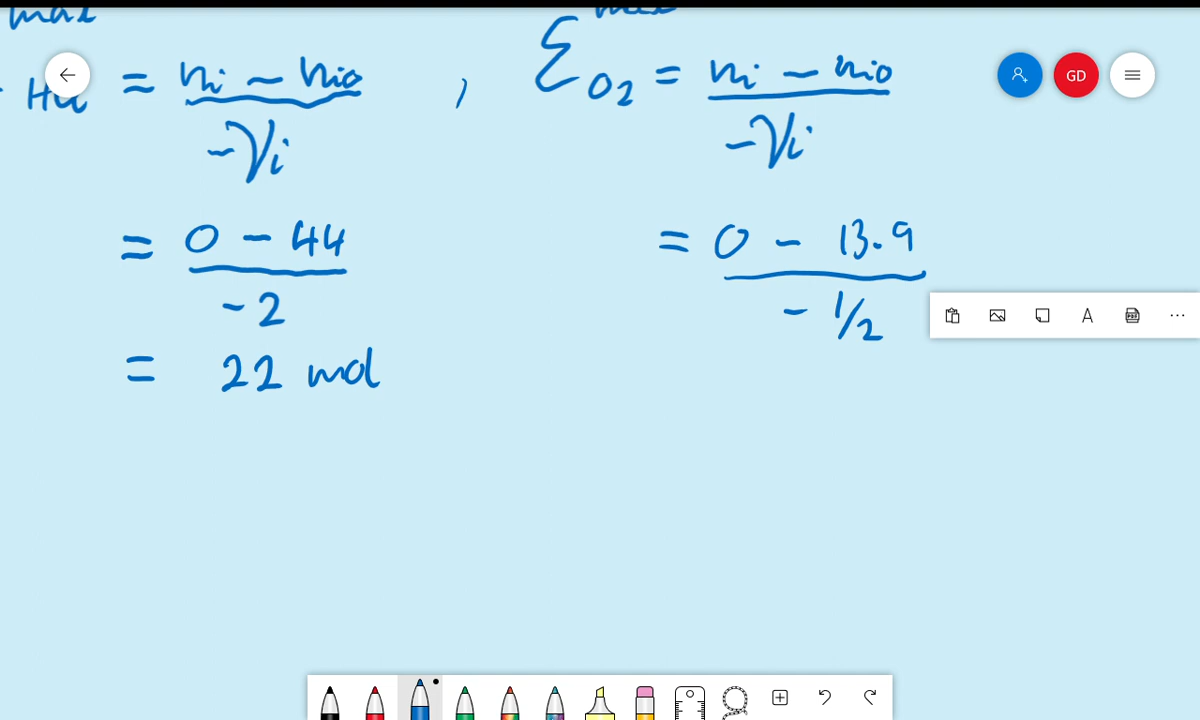 max
HCl = ni - nio / -νi , ξO2 = ni - nio / -νi
GD
= 0 - 44 / -2 = 0 - 13.9 / - 1/2
= 22 mol